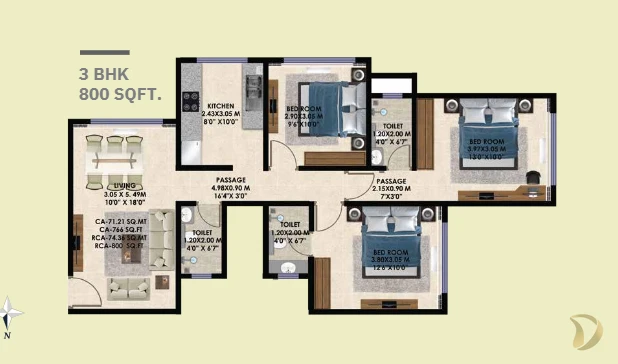 3 BHK
800 SQFT.
KITCHEN
2.43X3.05 M
8'0" X10'0"
BED ROOM
2.90X3.05 M
9'6"X10'0"
TOILET
1.20X2.00 M
4'0" X 6'7"
BED ROOM
3.97X3.05 M
13'0"X10'0"
LIVING
3.05 X 5.49M
10'0" X 18'0"
PASSAGE
4.98X0.90 M
16'4"X 3'0"
PASSAGE
2.15X0.90 M
7'X3'0"
CA-71.21 SQ.MT
CA-766 SQ.FT
RCA-74.36 SQ.MT
RCA-800 SQ.FT
TOILET
1.20X2.00 M
4'0" X 6'7"
TOILET
1.20X2.00 M
4'0" X 6'7"
BED ROOM
3.80X3.05 M
12'6"X10'0"
N